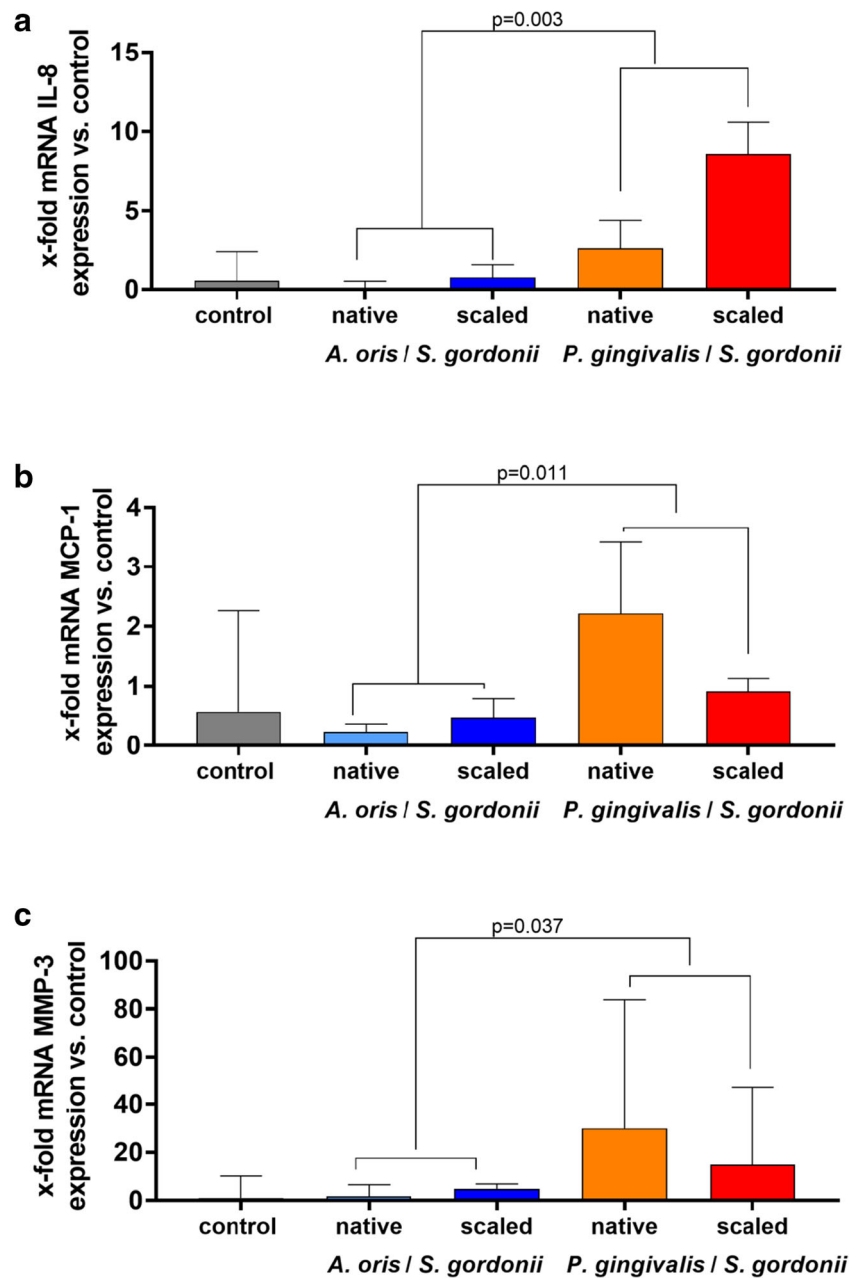 a
p=0.003
x-fold mRNA IL-8
expression vs. control
15
10
5
0
control native scaled native scaled
A. oris / S. gordonii P. gingivalis / S. gordonii
b
p=0.011
x-fold mRNA MCP-1
expression vs. control
4
3
2
1
0
control native scaled native scaled
A. oris / S. gordonii P. gingivalis / S. gordonii
c
p=0.037
x-fold mRNA MMP-3
expression vs. control
100
80
60
40
20
0
control native scaled native scaled
A. oris / S. gordonii P. gingivalis / S. gordonii